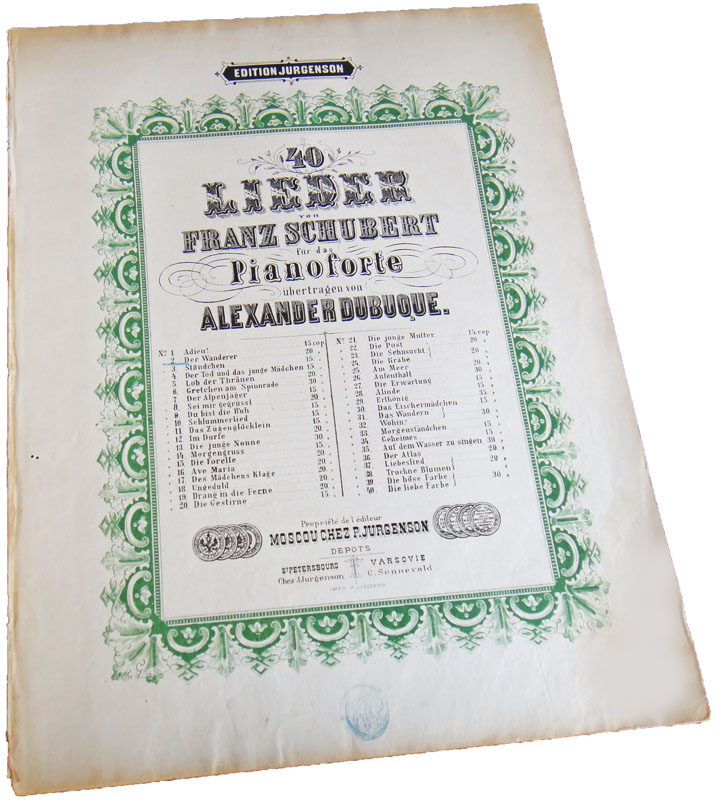 EDITION JURGENSON
40
LIEDER
von
FRANZ SCHUBERT
für das
Pianoforte
übertragen von
ALEXANDER DUBUQUE.
Nº 1 Adieu! 15 cop
" 2. Der Wanderer 20 "
" 3. Ständchen 15 "
" 4 Der Tod und das junge Mädchen 15 "
" 5 Lob der Thränen 20 "
" 6. Gretchen am Spinnrade 30 "
" 7 Der Alpenjäger 15 "
" 8. Sei mir gegrüsst 20 "
" 9. Du bist die Ruh 15 "
" 10 Schlummerlied 15 "
" 11 Das Zügenglöcklein 20 "
" 12 Im Dorfe 20 "
" 13 Die junge Nonne 30 "
" 14 Morgengruss 15 "
" 15. Die Forelle 20 "
" 16 Ave Maria 20 "
" 17. Des Mädchens Klage 20 "
" 18 Ungeduld 20 "
" 19. Drang in die Ferne 15 "
" 20 Die Gestirne 20 "
Nº 21. Die junge Mutter 15 cop
" 22. Die Post 20 "
" 23. Die Sehnsucht
" 24. Die Krähe 20 "
" 25 Am Meer 30 "
" 26 Aufenthalt 15 "
" 27. Die Erwartung 15 "
" 28. Alinde 35 "
" 29. Erlkönig 15 "
" 30. Das Fischermädchen
" 31 Das Wandern 30 "
" 32. Wohin?
" 33. Morgenständchen 15 "
" 34. Geheimes 15 "
" 35. Auf dem Wasser zu singen 30 "
" 36 Der Atlas 20 "
" 37. Liebeslied 20 "
" 38 Trockne Blumen
" 39 Die böse Farbe 30 "
" 40. Die liebe Farbe
Propriété de l'éditeur
MOSCOU CHEZ P. JURGENSON
DEPOTS
St PETERSBOURG
Chez J. Jurgenson
VARSOVIE
C. Sennevald